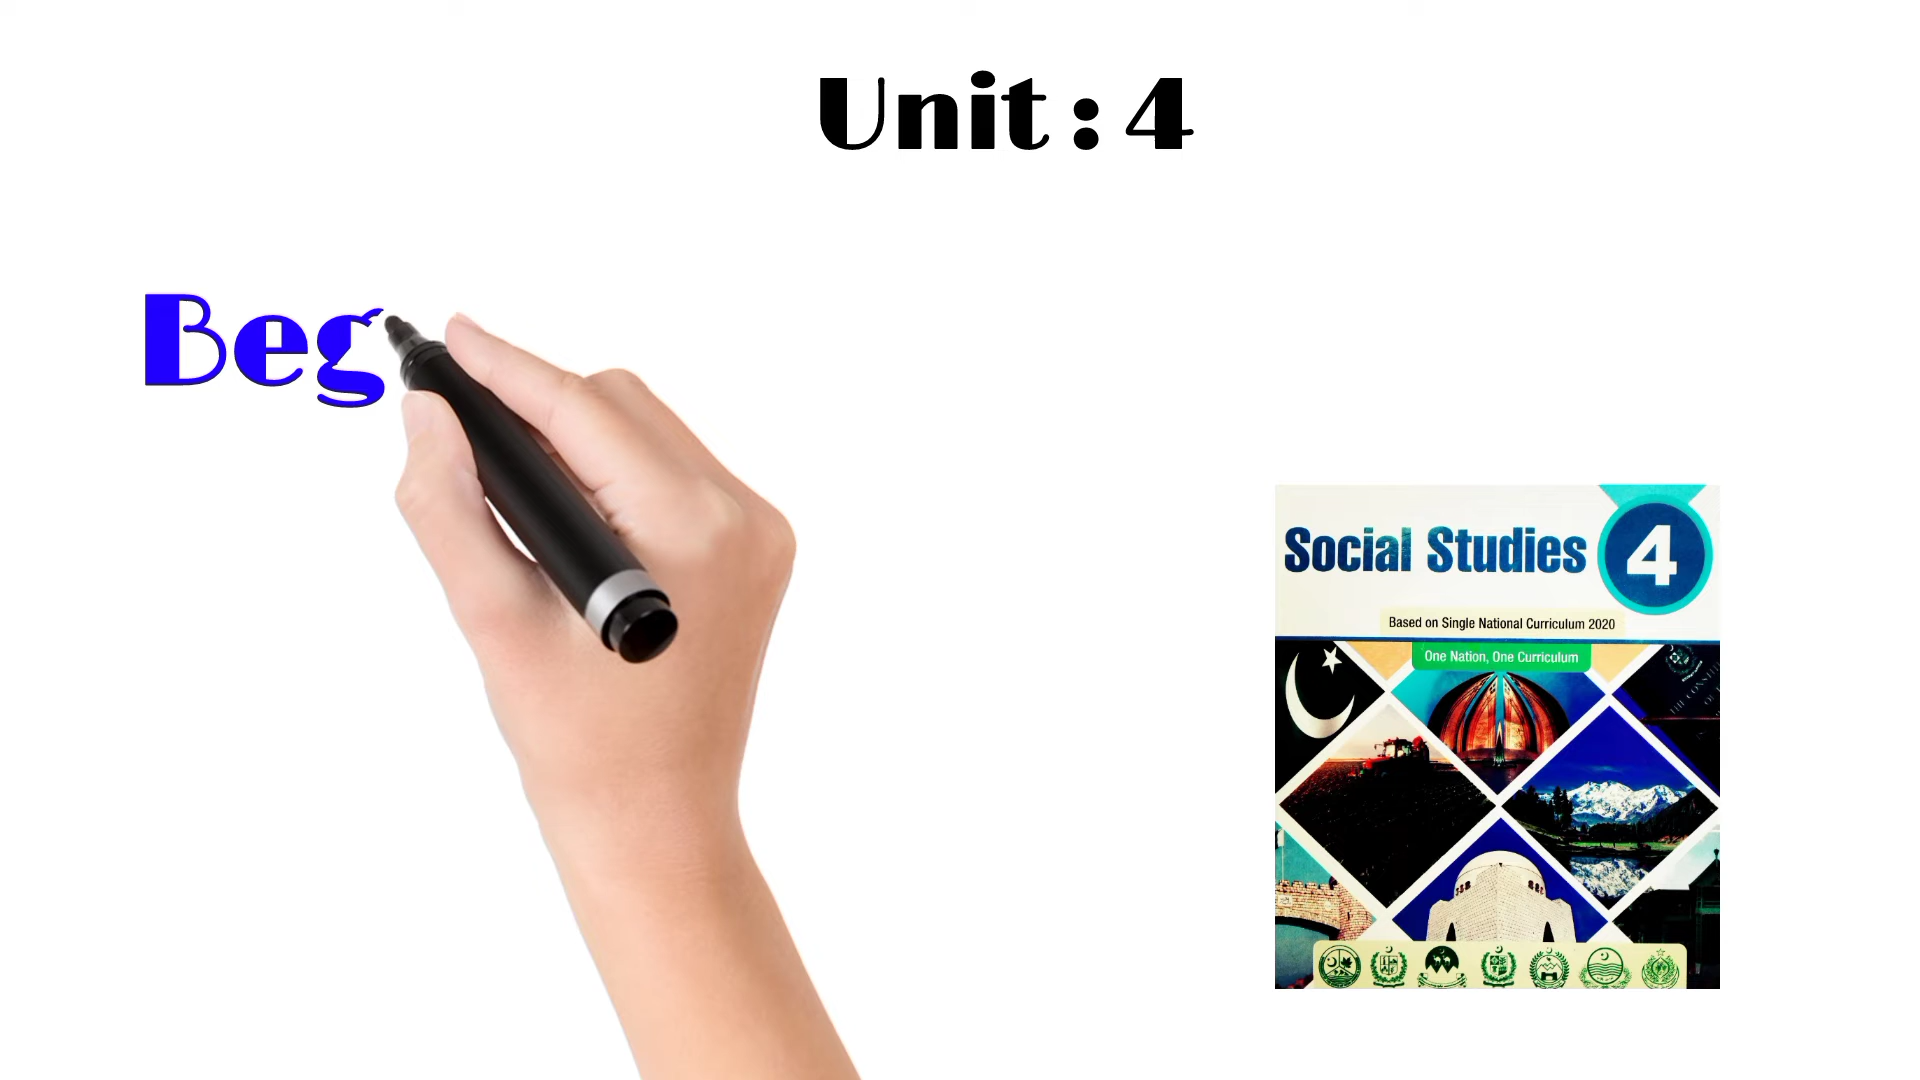 Unit : 4
Beg
Social Studies 4
Based on Single National Curriculum 2020
One Nation, One Curriculum